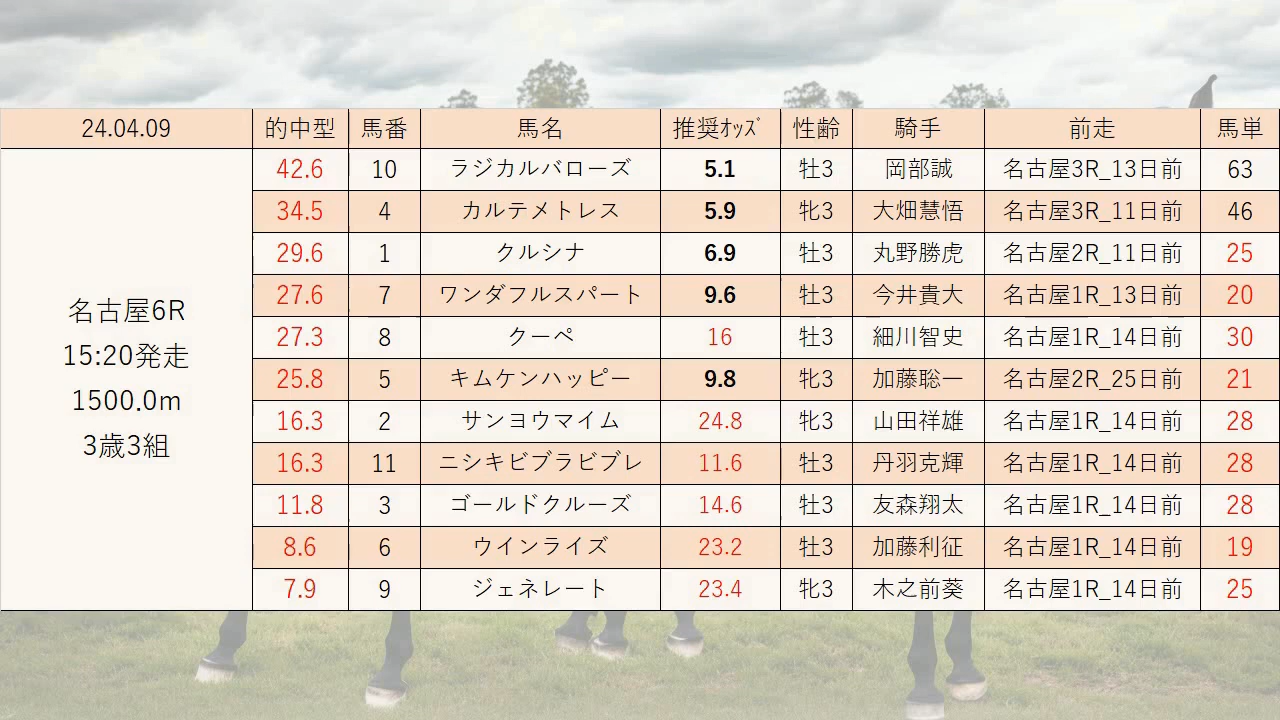 24.04.09 的中型 馬番 馬名 推奨ｵｯｽﾞ 性齢 騎手 前走 馬単
名古屋6R
15:20発走
1500.0m
3歳3組
42.6 10 ラジカルバローズ 5.1 牡3 岡部誠 名古屋3R_13日前 63
34.5 4 カルテメトレス 5.9 牝3 大畑慧悟 名古屋3R_11日前 46
29.6 1 クルシナ 6.9 牡3 丸野勝虎 名古屋2R_11日前 25
27.6 7 ワンダフルスパート 9.6 牡3 今井貴大 名古屋1R_13日前 20
27.3 8 クーペ 16 牡3 細川智史 名古屋1R_14日前 30
25.8 5 キムケンハッピー 9.8 牝3 加藤聡一 名古屋2R_25日前 21
16.3 2 サンヨウマイム 24.8 牝3 山田祥雄 名古屋1R_14日前 28
16.3 11 ニシキビブラビブレ 11.6 牡3 丹羽克輝 名古屋1R_14日前 28
11.8 3 ゴールドクルーズ 14.6 牡3 友森翔太 名古屋1R_14日前 28
8.6 6 ウインライズ 23.2 牡3 加藤利征 名古屋1R_14日前 19
7.9 9 ジェネレート 23.4 牝3 木之前葵 名古屋1R_14日前 25